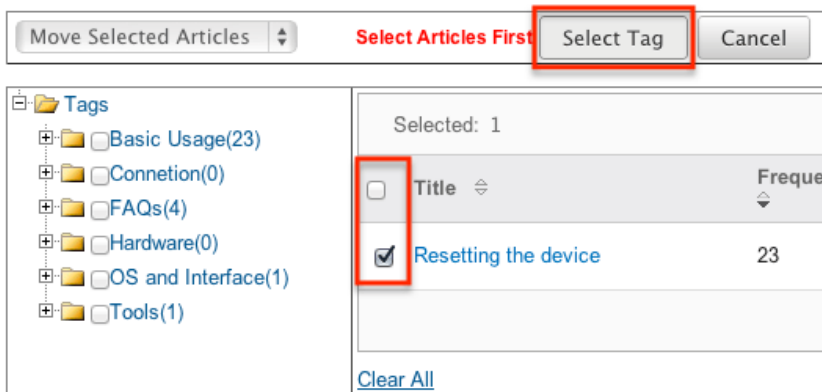 Move Selected Articles Select Articles First Select Tag Cancel
Tags
Basic Usage(23)
Connetion(0)
FAQs(4)
Hardware(0)
OS and Interface(1)
Tools(1)
Selected: 1
Title Freque
Resetting the device 23
Clear All